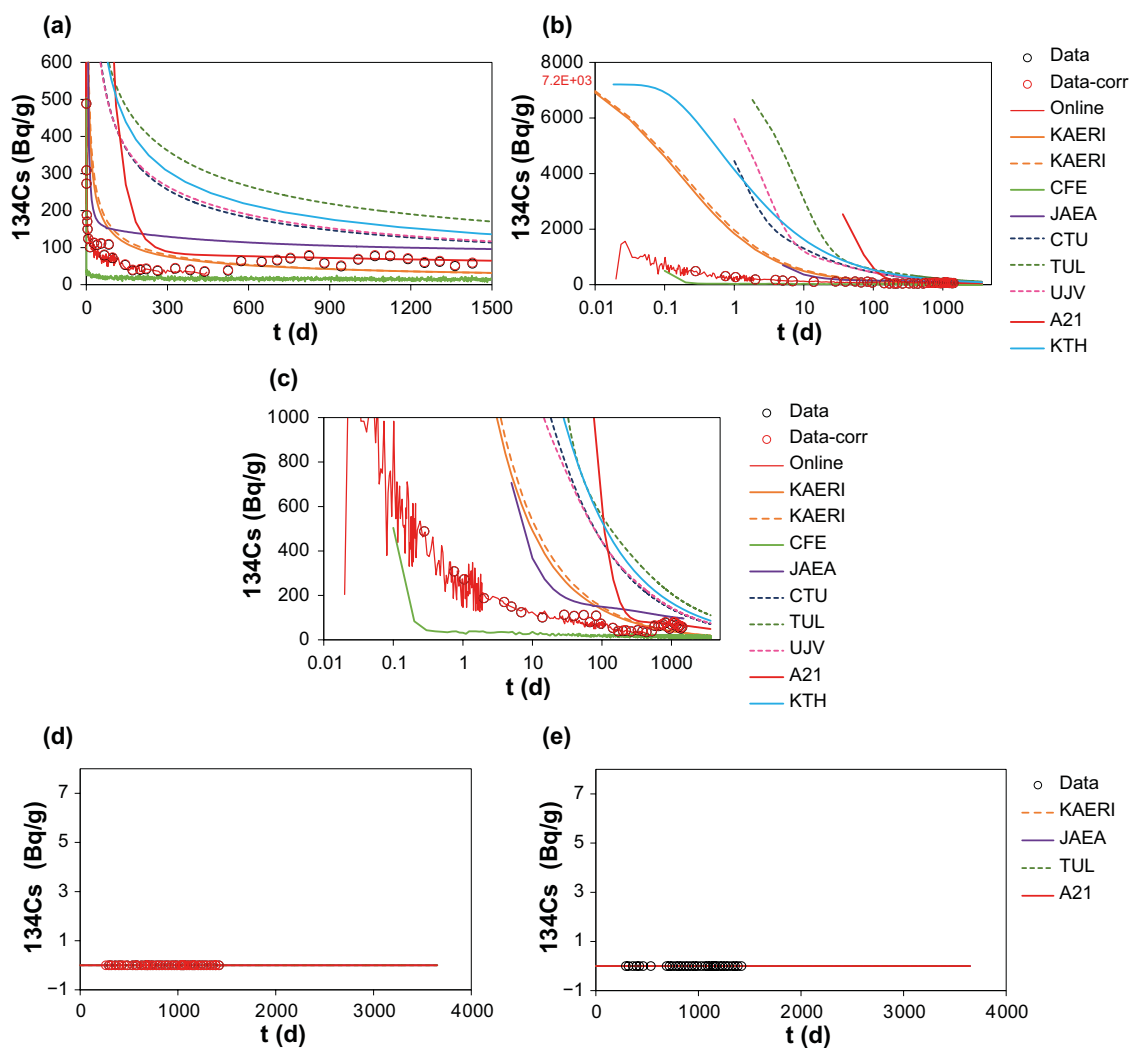 (a)
600
500
400
300
200
100
0
134Cs (Bq/g)
0 300 600 900 1200 1500
t (d)
(b)
8000
7.2E+03
6000
4000
2000
0
134Cs (Bq/g)
0.01 0.1 1 10 100 1000
t (d)
Data
Data-corr
Online
KAERI
KAERI
CFE
JAEA
CTU
TUL
UJV
A21
KTH
(c)
1000
800
600
400
200
0
134Cs (Bq/g)
0.01 0.1 1 10 100 1000
t (d)
Data
Data-corr
Online
KAERI
KAERI
CFE
JAEA
CTU
TUL
UJV
A21
KTH
(d)
7
5
3
1
−1
134Cs (Bq/g)
0 1000 2000 3000 4000
t (d)
(e)
7
5
3
1
−1
134Cs (Bq/g)
0 1000 2000 3000 4000
t (d)
Data
KAERI
JAEA
TUL
A21